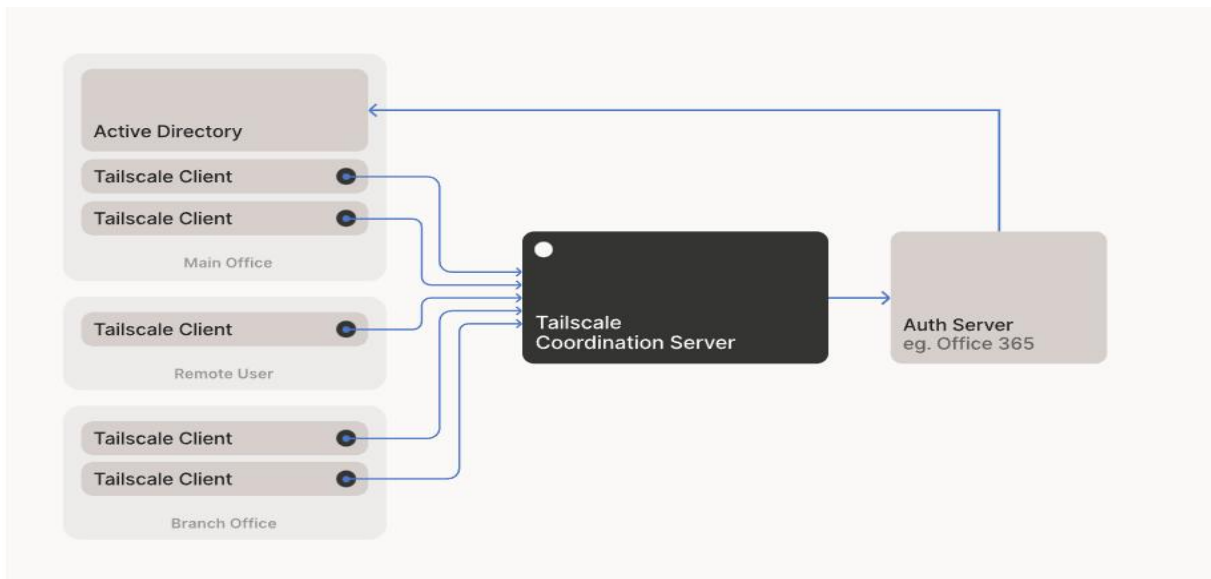 Active Directory
Tailscale Client
Tailscale Client
Main Office
Tailscale Client
Remote User
Tailscale Client
Tailscale Client
Branch Office
Tailscale
Coordination Server
Auth Server
eg. Office 365